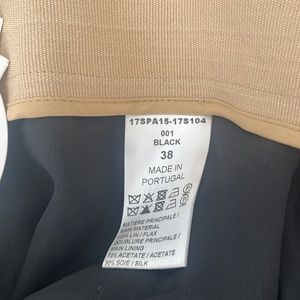 17SPA15-17S104
001
BLACK
38
MADE IN
PORTUGAL
MATIERE PRINCIPALE /
MAIN MATERIAL
100% LIN / FLAX
DOUBLURE PRINCIPALE /
MAIN LINING
70% ACETATE / ACETATE
30% SOIE / SILK